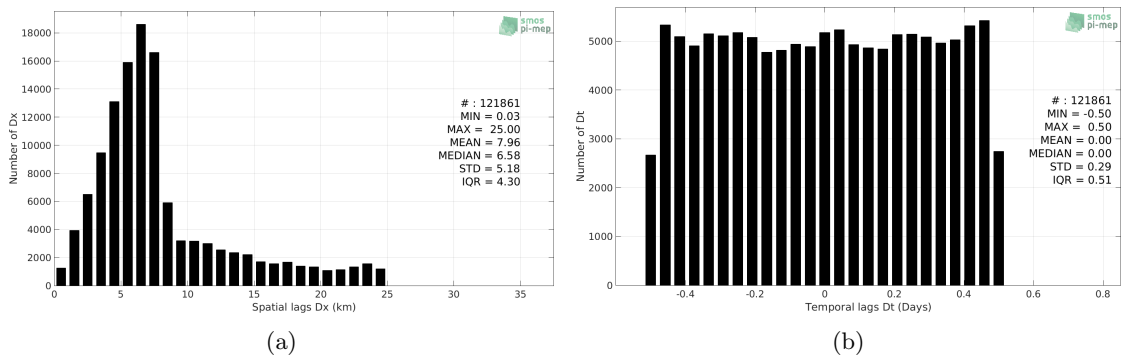 18000
16000
14000
12000
10000
8000
6000
4000
2000
0
Number of Dx
smos
pi-mep
# : 121861
MIN = 0.03
MAX = 25.00
MEAN = 7.96
MEDIAN = 6.58
STD = 5.18
IQR = 4.30
0 5 10 15 20 25 30 35
Spatial lags Dx (km)
(a)
5000
4000
3000
2000
1000
0
Number of Dt
smos
pi-mep
# : 121861
MIN = -0.50
MAX = 0.50
MEAN = 0.00
MEDIAN = 0.00
STD = 0.29
IQR = 0.51
-0.4 -0.2 0 0.2 0.4 0.6 0.8
Temporal lags Dt (Days)
(b)